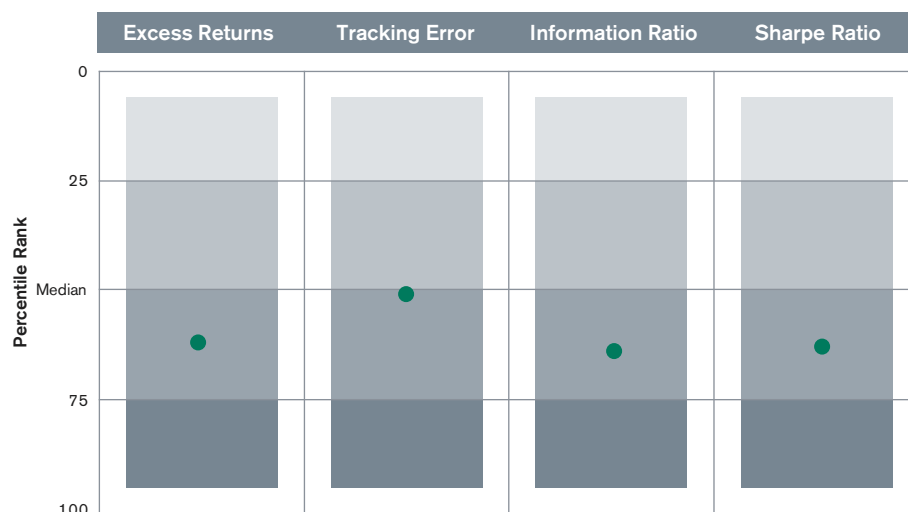 Excess Returns Tracking Error Information Ratio Sharpe Ratio
0
25
Percentile Rank
Median
75
100